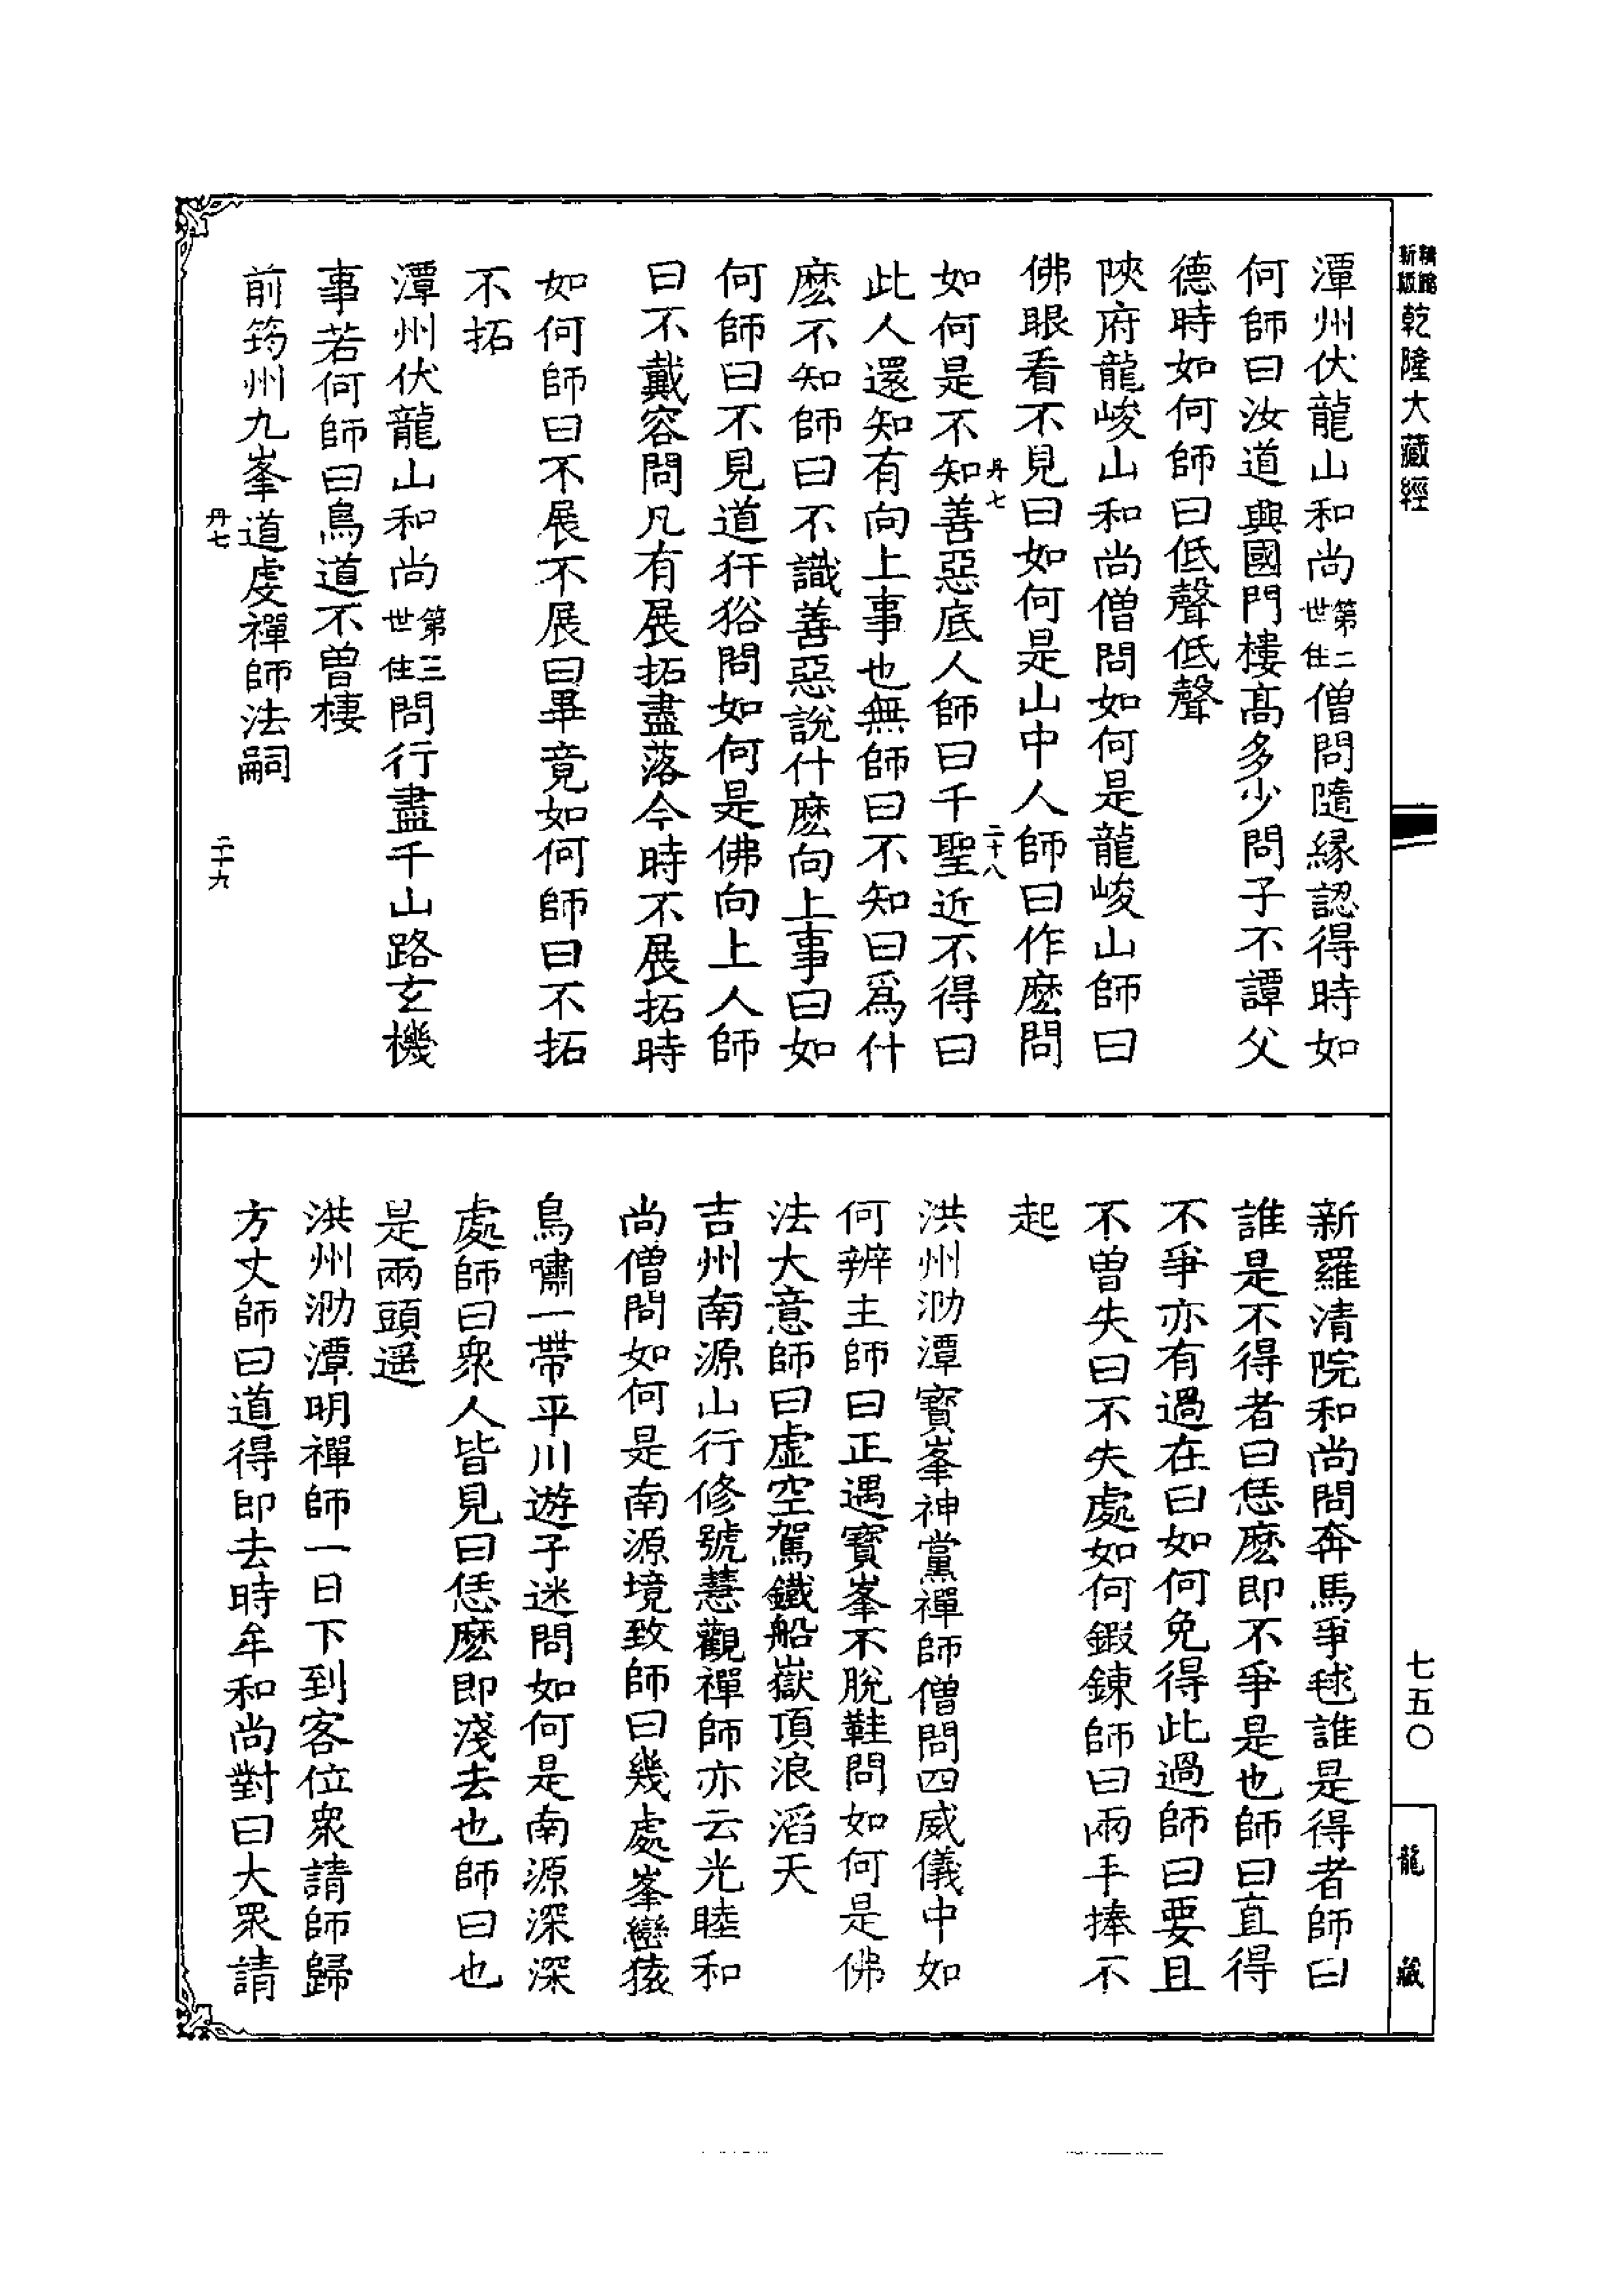 精縮新版乾隆大藏經
潭州伏龍山和尚第二世住僧問隨緣認得時如
何師曰汝道興國門樓髙多少問子不譚父
德時如何師曰低聲低聲
陝府龍峻山和尚僧問如何是龍峻山師曰
佛眼看不見曰如何是山中人師曰作麽問
丹七 二十八
如何是不知善惡底人師曰千聖近不得曰
此人還知有向上事也無師曰不知曰爲什
麽不知師曰不識善惡說什麽向上事曰如
何師曰不見道犴𤞞問如何是佛向上人師
曰不戴容問凡有展拓盡落今時不展拓時
如何師曰不展不展曰畢竟如何師曰不拓
不拓
潭州伏龍山和尚第三世住問行盡千山路玄機
事若何師曰鳥道不曾棲
前筠州九峯道虔禪師法嗣
丹七 二十九
新羅清院和尚問奔馬爭毬誰是得者師曰
誰是不得者曰恁麽即不爭是也師曰直得
不爭亦有過在曰如何免得此過師曰要且
不曾失曰不失處如何鍜鍊師曰兩手捧不
起
洪州泐潭寳峯神黨禪師僧問四威儀中如
何辨主師曰正遇寳峯不脫鞋問如何是佛
法大意師曰虛空駕鐵船嶽頂浪滔天
吉州南源山行修號慧觀禪師亦云光睦和
尚僧問如何是南源境致師曰幾處峯巒猿
鳥嘯一帶平川遊子迷問如何是南源深深
處師曰衆人皆見曰恁麽即淺去也師曰也
是兩頭遥
洪州泐潭明禪師一日下到客位衆請師歸
方丈師曰道得即去時牟和尚對曰大衆請
七五〇
龍藏